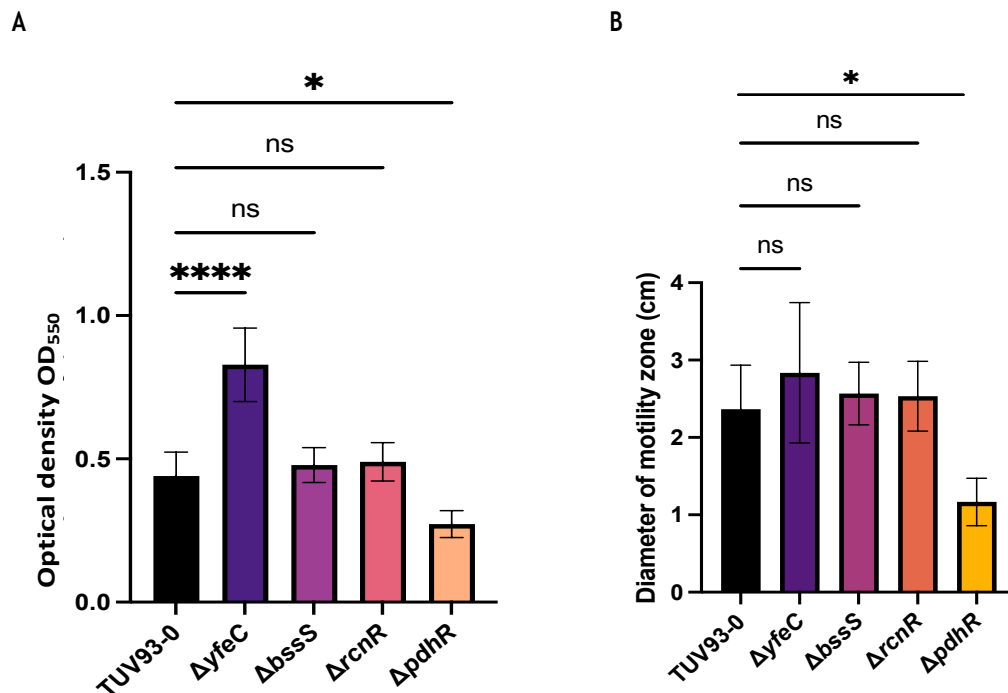 A
*
ns
ns
****
Optical density OD₅₅₀
1.5
1.0
0.5
0.0
TUV93-0
ΔyfeC
ΔbssS
ΔrcnR
ΔpdhR
B
*
ns
ns
ns
Diameter of motility zone (cm)
4
3
2
1
0
TUV93-0
ΔyfeC
ΔbssS
ΔrcnR
ΔpdhR